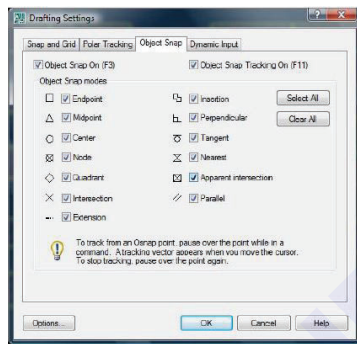 Drafting Settings
Snap and Grid Polar Tracking Object Snap Dynamic Input
Object Snap On (F3) Object Snap Tracking On (F11)
Object Snap modes
Endpoint Insertion Select All
Midpoint Perpendicular Clear All
Center Tangent
Node Nearest
Quadrant Apparent intersection
Intersection Parallel
Extension
To track from an Osnap point, pause over the point while in a
command. A tracking vector appears when you move the cursor.
To stop tracking, pause over the point again.
Options... OK Cancel Help